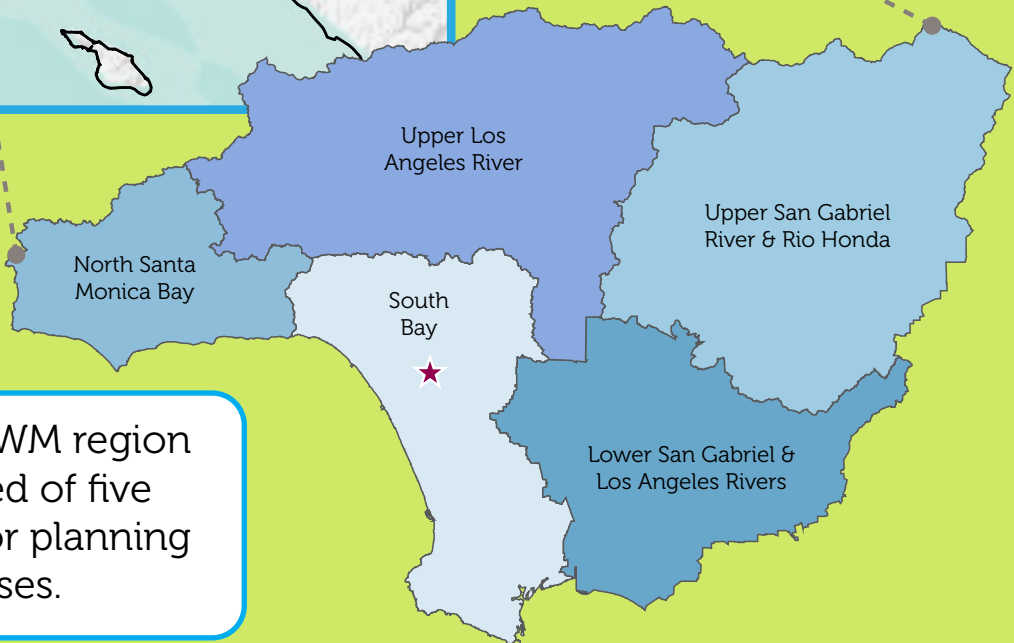 Upper Los
Angeles River
Upper San Gabriel
River & Rio Honda
North Santa
Monica Bay
South
Bay
Lower San Gabriel &
Los Angeles Rivers
WM region
ed of five
or planning
ses.